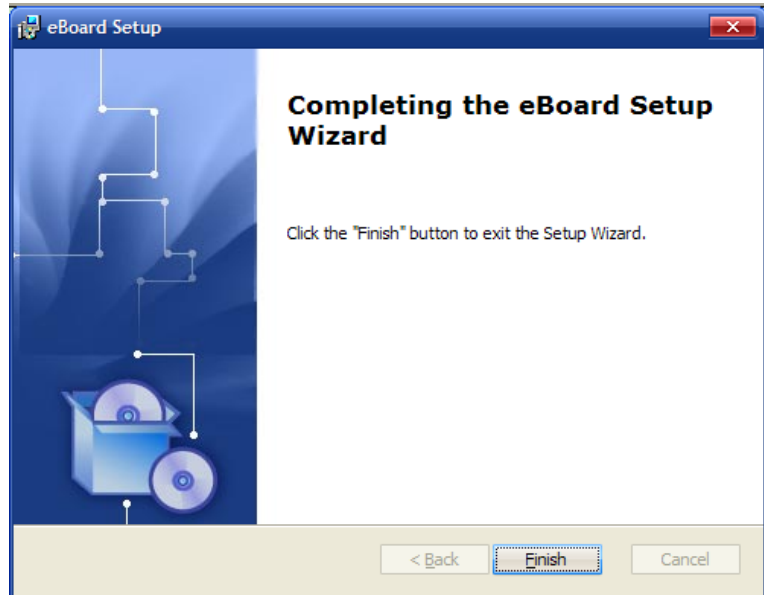 eBoard Setup
Completing the eBoard Setup
Wizard
Click the "Finish" button to exit the Setup Wizard.
< Back
Finish
Cancel